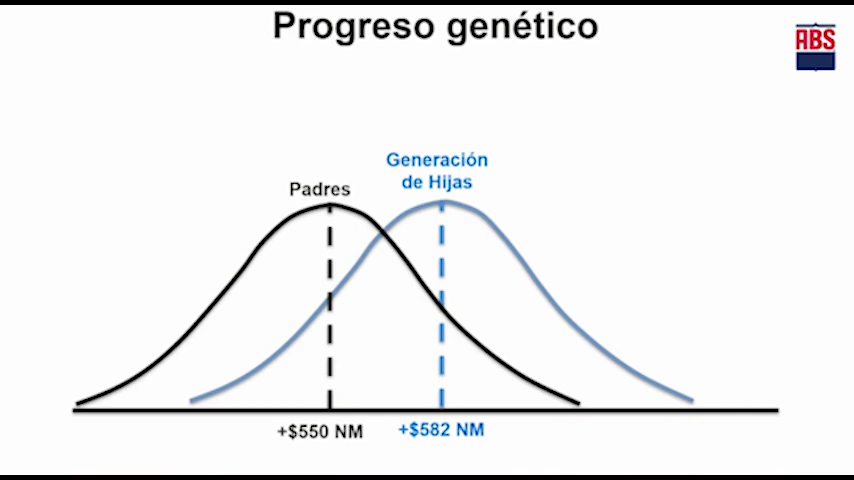 Progreso genético
ABS
Generación
de Hijas
Padres
+$550 NM
+$582 NM